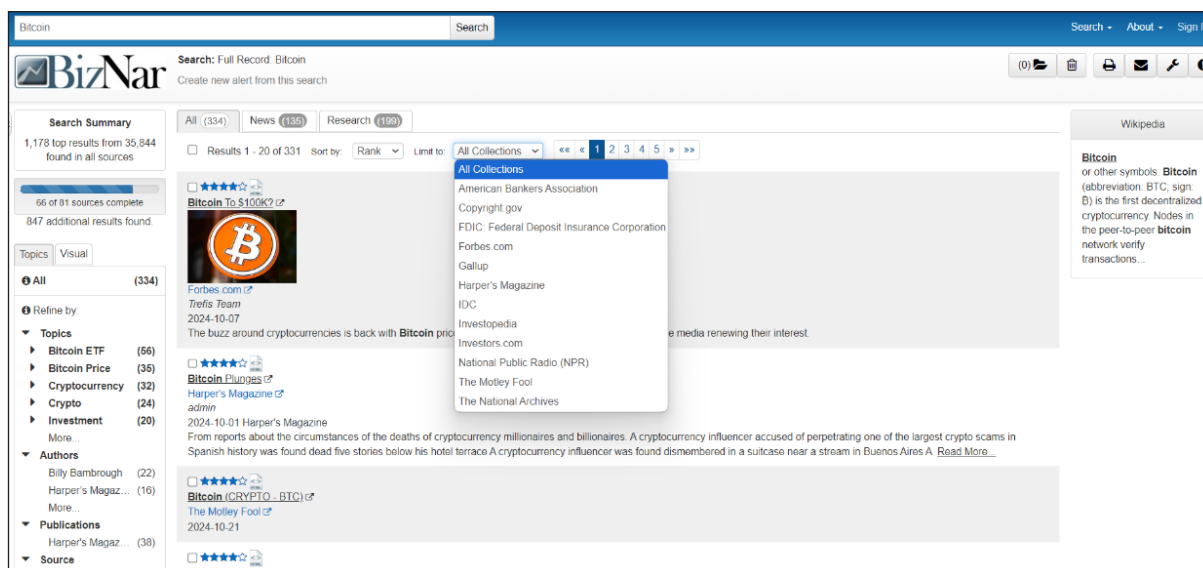 Bitcoin
Search
Search
About
Sign
BizNar
Search: Full Record: Bitcoin
Create new alert from this search
(0)
Search Summary
1,178 top results from 35,844
found in all sources
66 of 81 sources complete
847 additional results found.
Topics
Visual
All (334)
Refine by:
Topics
Bitcoin ETF (56)
Bitcoin Price (35)
Cryptocurrency (32)
Crypto (24)
Investment (20)
More...
Authors
Billy Bambrough (22)
Harper's Magaz... (16)
More...
Publications
Harper's Magaz... (38)
Source
All (334)
News (135)
Research (199)
Results 1 - 20 of 331 Sort by: Rank Limit to: All Collections «« « 1 2 3 4 5 » »»
All Collections
American Bankers Association
Copyright.gov
FDIC: Federal Deposit Insurance Corporation
Forbes.com
Gallup
Harper's Magazine
IDC
Investopedia
Investors.com
National Public Radio (NPR)
The Motley Fool
The National Archives
Bitcoin To $100K?
Forbes.com
Trefis Team
2024-10-07
The buzz around cryptocurrencies is back with Bitcoin
media renewing their interest.
Bitcoin Plunges
Harper's Magazine
admin
2024-10-01 Harper's Magazine
From reports about the circumstances of the deaths of cryptocurrency millionaires and billionaires. A cryptocurrency influencer accused of perpetrating one of the largest crypto scams in
Spanish history was found dead five stories below his hotel terrace A cryptocurrency influencer was found dismembered in a suitcase near a stream in Buenos Aires A Read More...
Bitcoin (CRYPTO - BTC)
The Motley Fool
2024-10-21
Wikipedia
Bitcoin
or other symbols. Bitcoin
(abbreviation: BTC; sign:
₿) is the first decentralized
cryptocurrency. Nodes in
the peer-to-peer bitcoin
network verify
transactions...